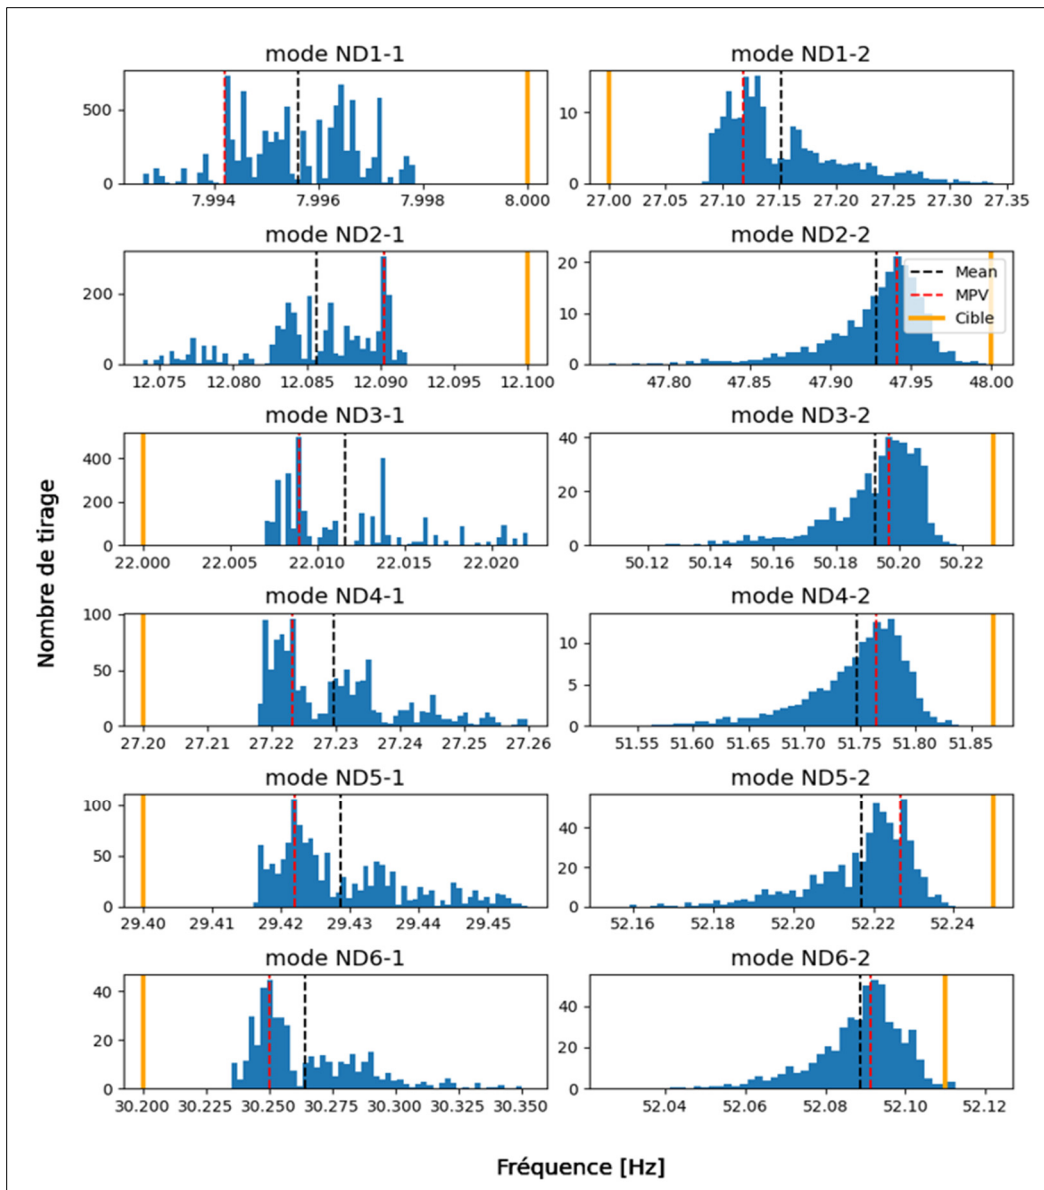 mode ND1-1
500
0
7.994 7.996 7.998 8.000
mode ND1-2
10
0
27.00 27.05 27.10 27.15 27.20 27.25 27.30 27.35
mode ND2-1
200
0
12.075 12.080 12.085 12.090 12.095 12.100
mode ND2-2
20
10
0
47.80 47.85 47.90 47.95 48.00
Mean
MPV
Cible
mode ND3-1
400
200
0
22.000 22.005 22.010 22.015 22.020
mode ND3-2
40
20
0
50.12 50.14 50.16 50.18 50.20 50.22
Nombre de tirage
mode ND4-1
100
50
0
27.20 27.21 27.22 27.23 27.24 27.25 27.26
mode ND4-2
10
5
0
51.55 51.60 51.65 51.70 51.75 51.80 51.85
mode ND5-1
100
50
0
29.40 29.41 29.42 29.43 29.44 29.45
mode ND5-2
40
20
0
52.16 52.18 52.20 52.22 52.24
mode ND6-1
40
20
0
30.200 30.225 30.250 30.275 30.300 30.325 30.350
mode ND6-2
40
20
0
52.04 52.06 52.08 52.10 52.12
Fréquence [Hz]